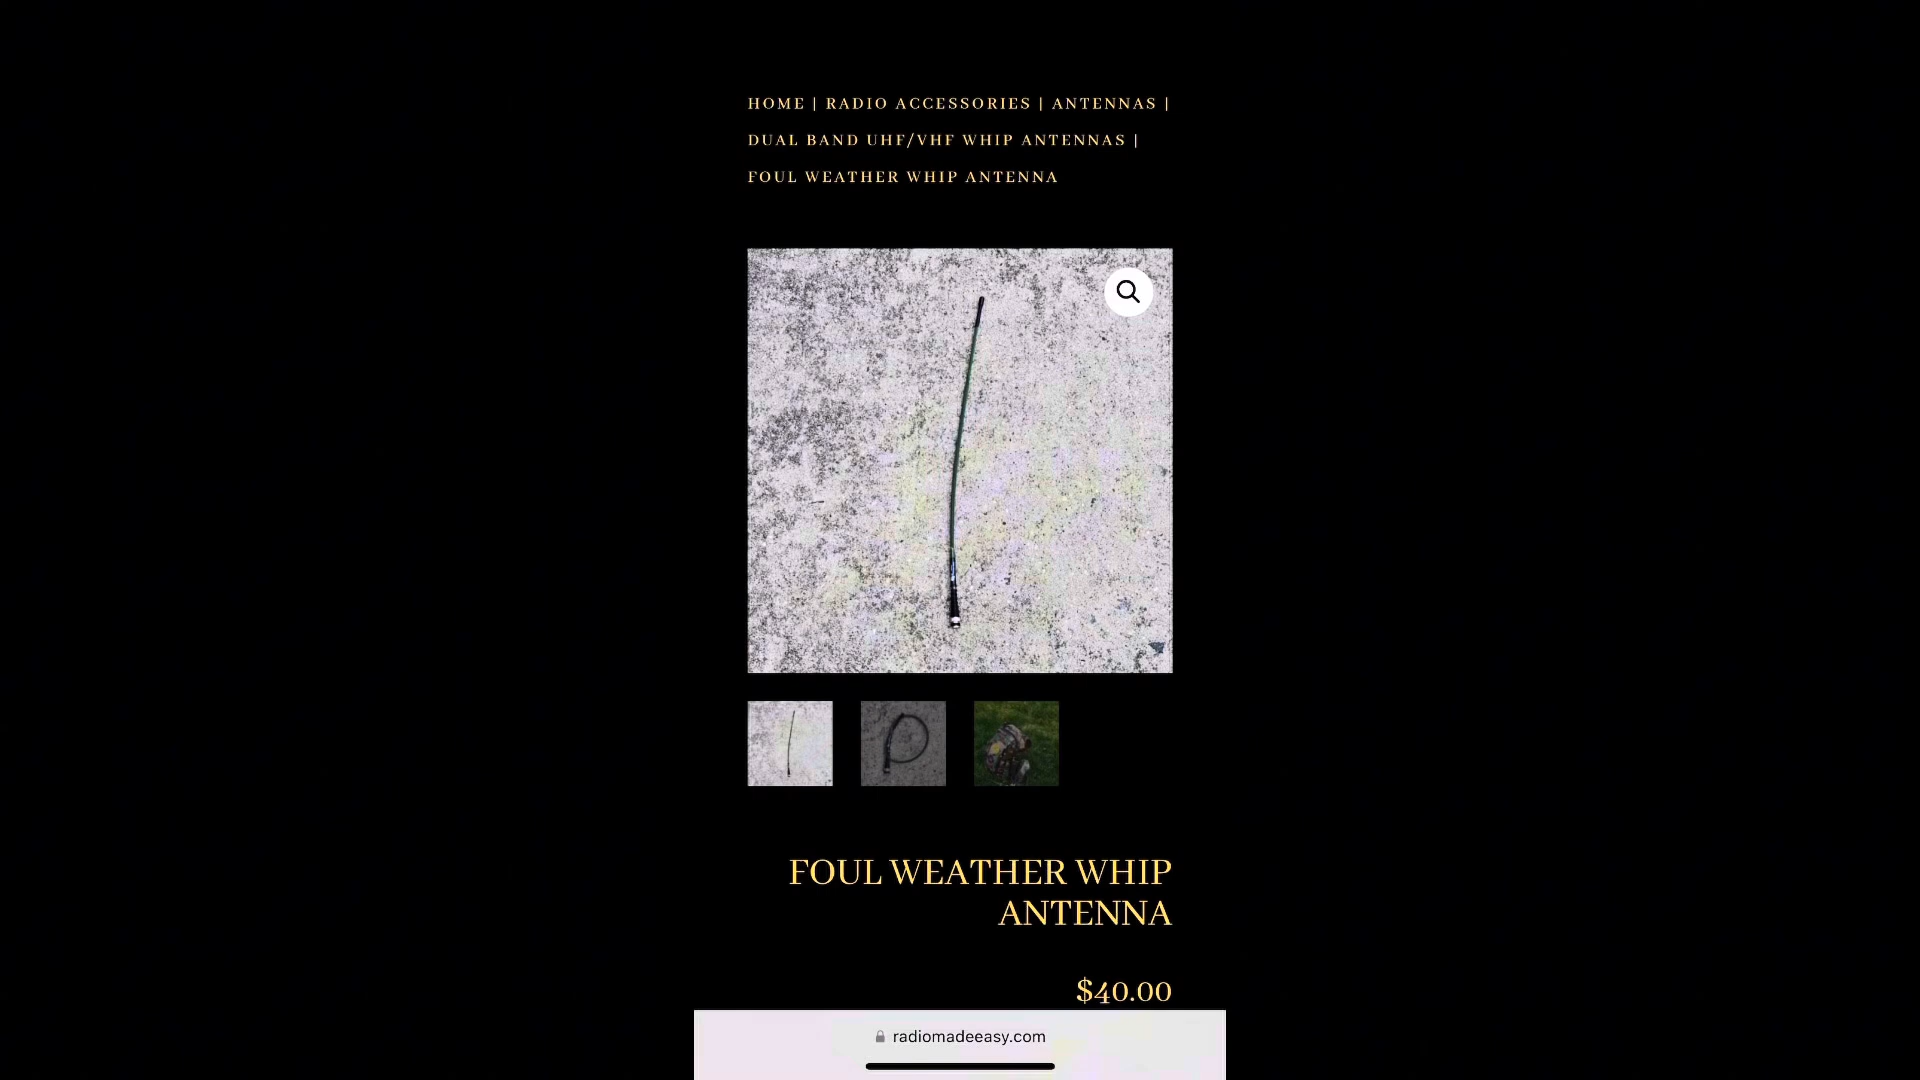 HOME | RADIO ACCESSORIES | ANTENNAS |
DUAL BAND UHF/VHF WHIP ANTENNAS |
FOUL WEATHER WHIP ANTENNA
FOUL WEATHER WHIP
ANTENNA
$40.00
radiomadeeasy.com